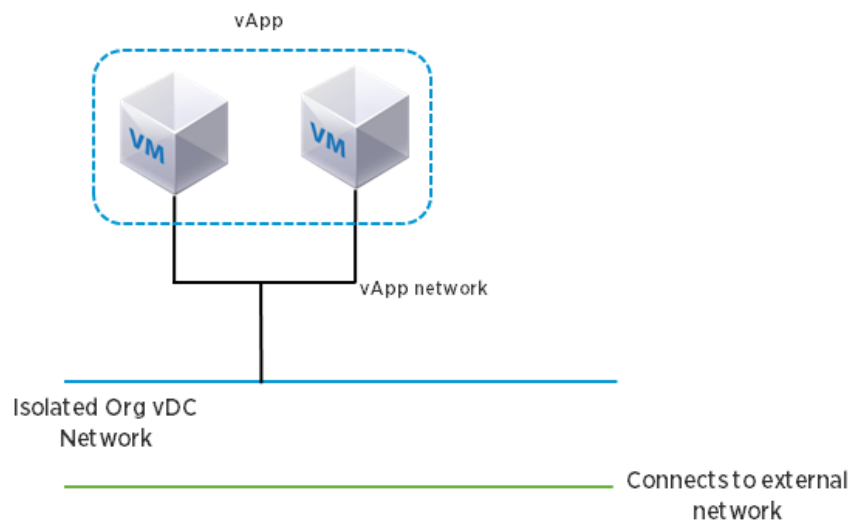 vApp
VM
VM
vApp network
Isolated Org vDC
Network
Connects to external
network